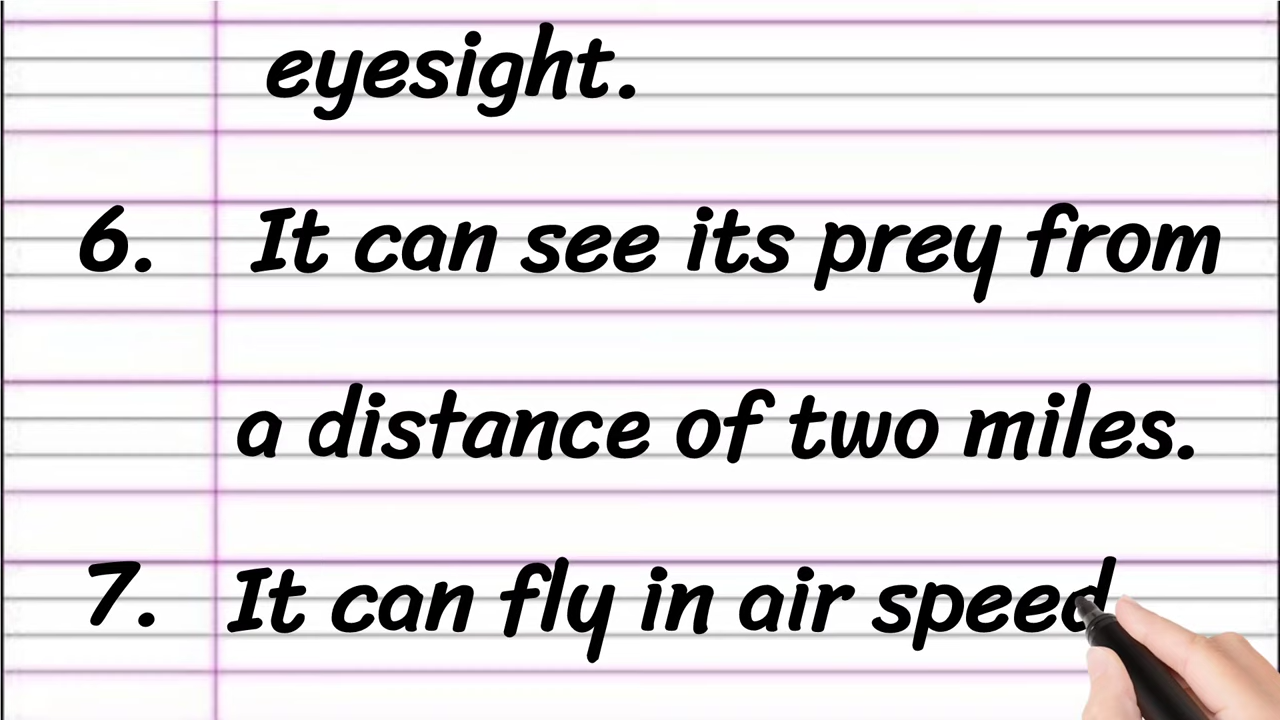 eyesight.
6. It can see its prey from
a distance of two miles.
7. It can fly in air speed